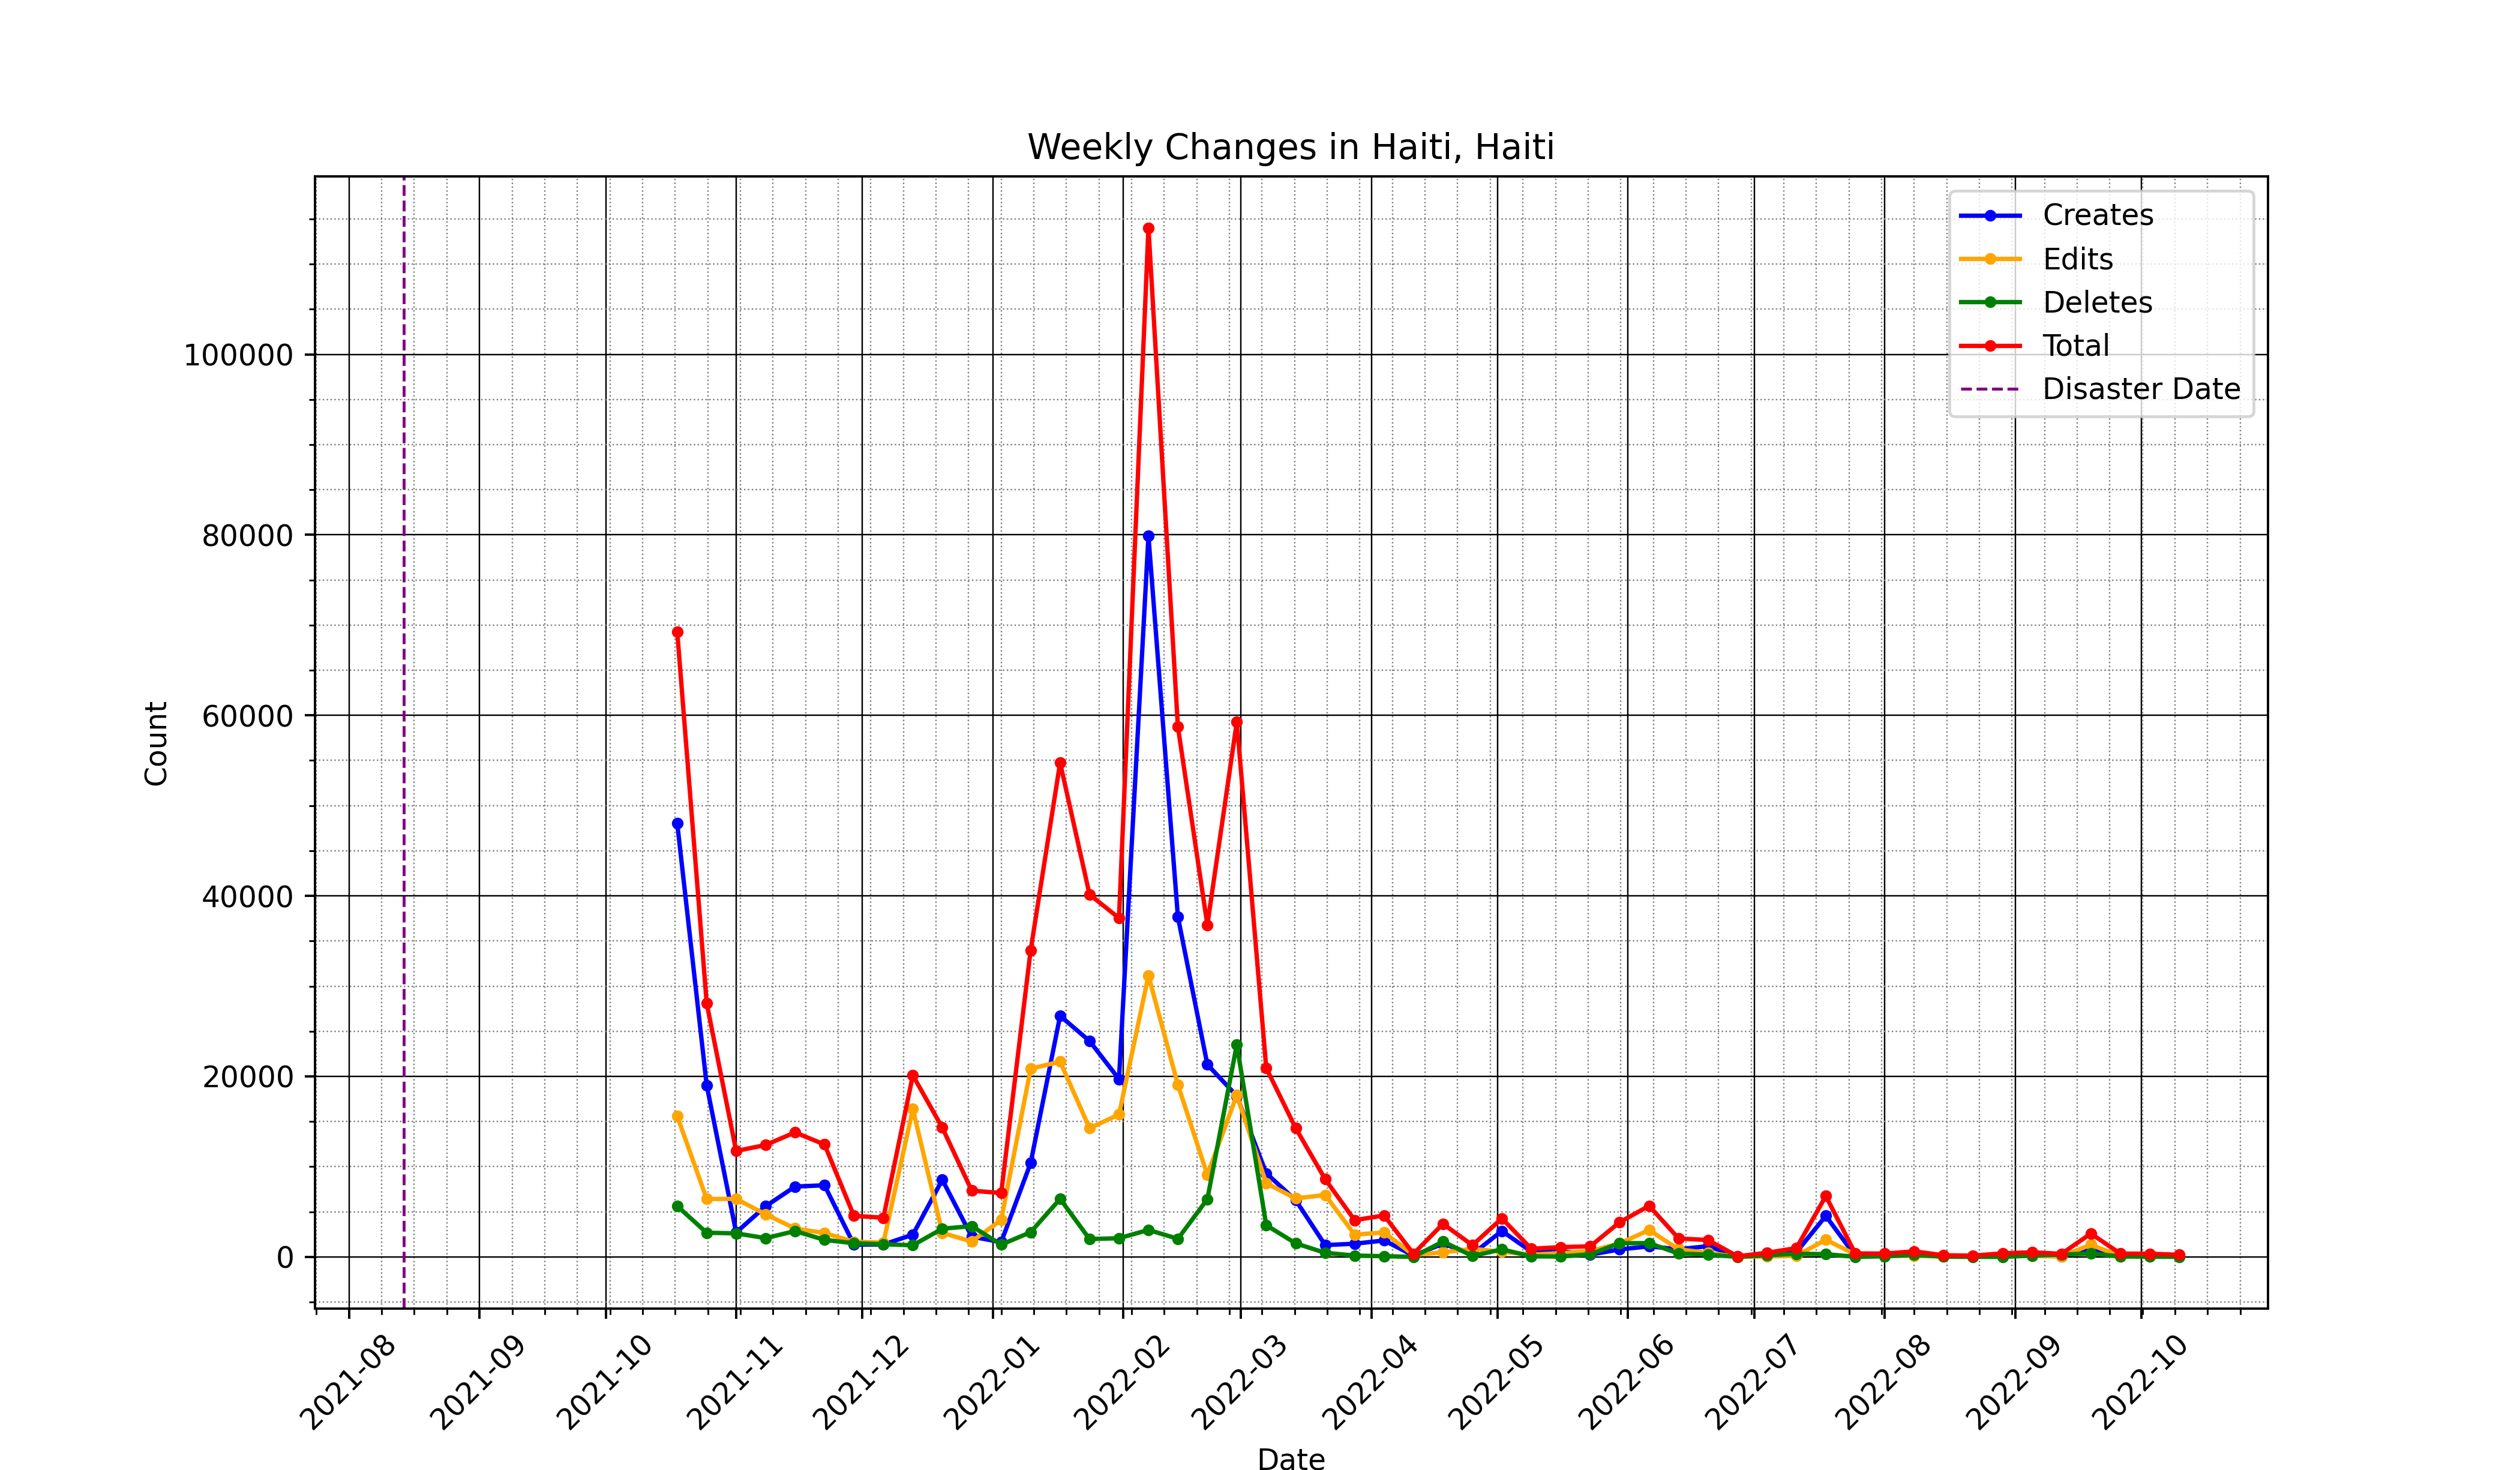 Weekly Changes in Haiti, Haiti
Creates
Edits
Deletes
Total
Disaster Date
100000
80000
60000
40000
20000
0
Count
2021-08
2021-09
2021-10
2021-11
2021-12
2022-01
2022-02
2022-03
2022-04
2022-05
2022-06
2022-07
2022-08
2022-09
2022-10
Date